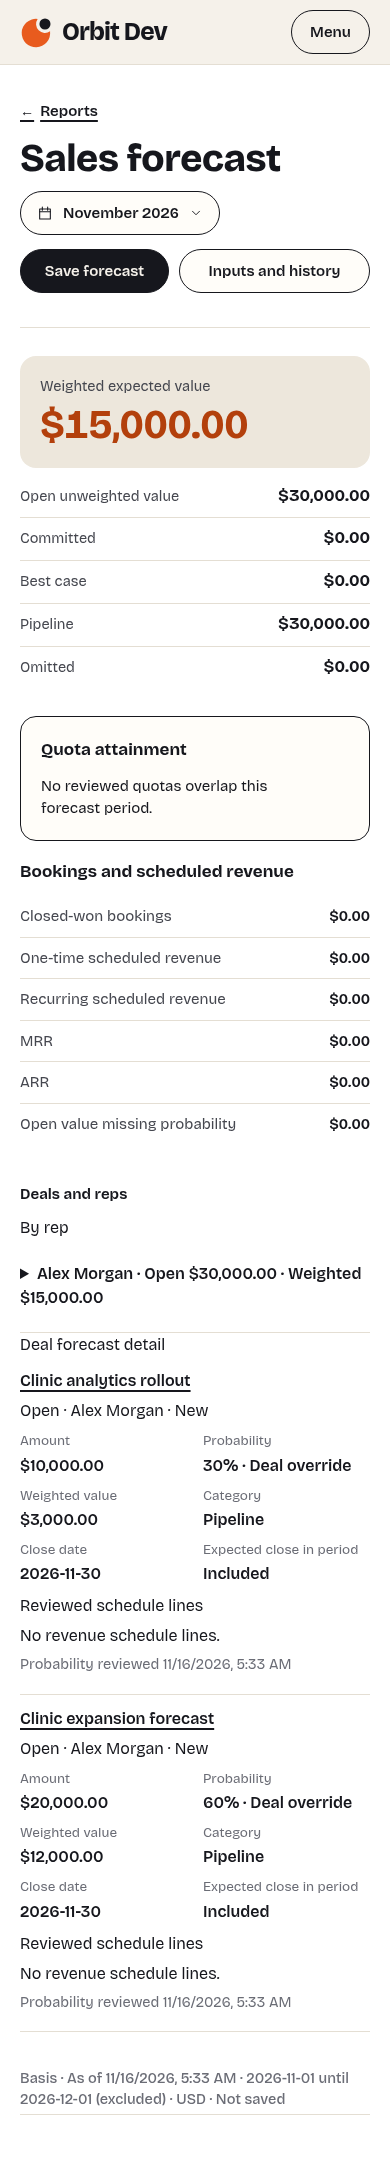 Orbit Dev
Menu
← Reports
Sales forecast
November 2026
Save forecast
Inputs and history
Weighted expected value
$15,000.00
Open unweighted value $30,000.00
Committed $0.00
Best case $0.00
Pipeline $30,000.00
Omitted $0.00
Quota attainment
No reviewed quotas overlap this
forecast period.
Bookings and scheduled revenue
Closed-won bookings $0.00
One-time scheduled revenue $0.00
Recurring scheduled revenue $0.00
MRR $0.00
ARR $0.00
Open value missing probability $0.00
Deals and reps
By rep
▶ Alex Morgan · Open $30,000.00 · Weighted
$15,000.00
Deal forecast detail
Clinic analytics rollout
Open · Alex Morgan · New
Amount Probability
$10,000.00 30% · Deal override
Weighted value Category
$3,000.00 Pipeline
Close date Expected close in period
2026-11-30 Included
Reviewed schedule lines
No revenue schedule lines.
Probability reviewed 11/16/2026, 5:33 AM
Clinic expansion forecast
Open · Alex Morgan · New
Amount Probability
$20,000.00 60% · Deal override
Weighted value Category
$12,000.00 Pipeline
Close date Expected close in period
2026-11-30 Included
Reviewed schedule lines
No revenue schedule lines.
Probability reviewed 11/16/2026, 5:33 AM
Basis · As of 11/16/2026, 5:33 AM · 2026-11-01 until
2026-12-01 (excluded) · USD · Not saved